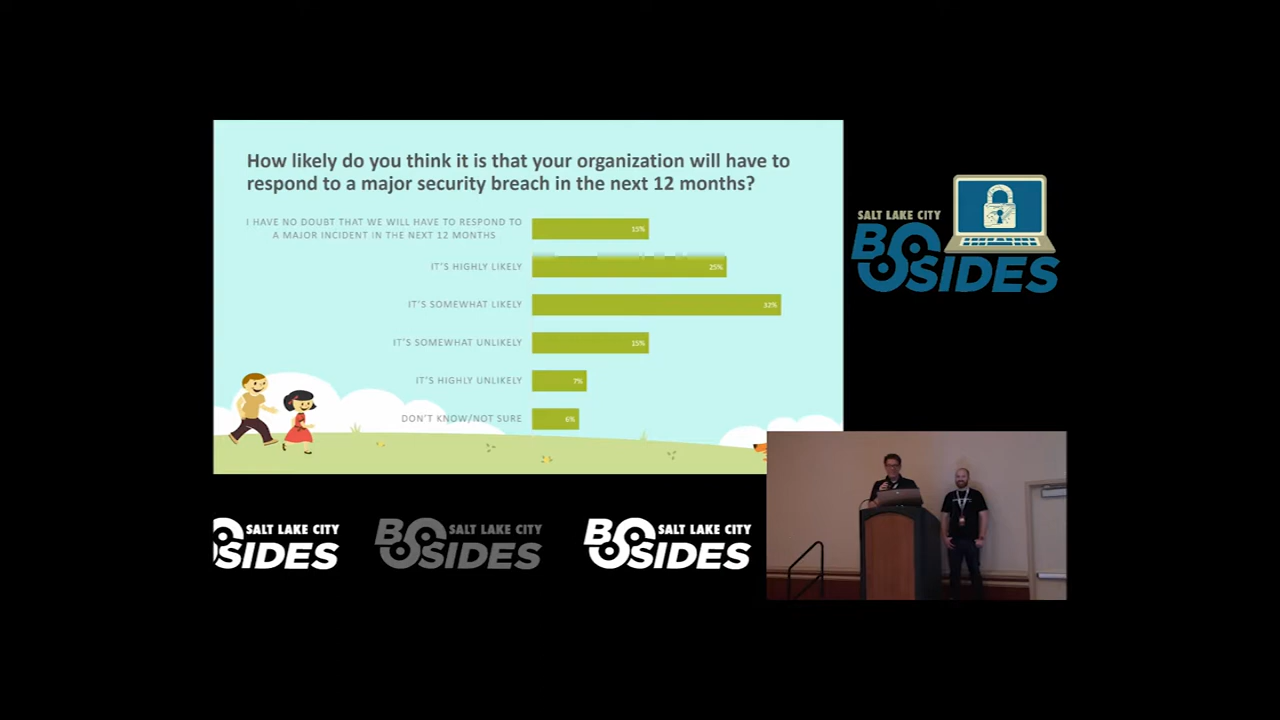 How likely do you think it is that your organization will have to
respond to a major security breach in the next 12 months?
I HAVE NO DOUBT THAT WE WILL HAVE TO RESPOND TO
A MAJOR INCIDENT IN THE NEXT 12 MONTHS
15%
IT'S HIGHLY LIKELY
25%
IT'S SOMEWHAT LIKELY
32%
IT'S SOMEWHAT UNLIKELY
15%
IT'S HIGHLY UNLIKELY
7%
DON'T KNOW/NOT SURE
6%
SALT LAKE CITY
BSIDES
SALT LAKE CITY
SIDES
SALT LAKE CITY
BSIDES
SALT LAKE CITY
BSIDES